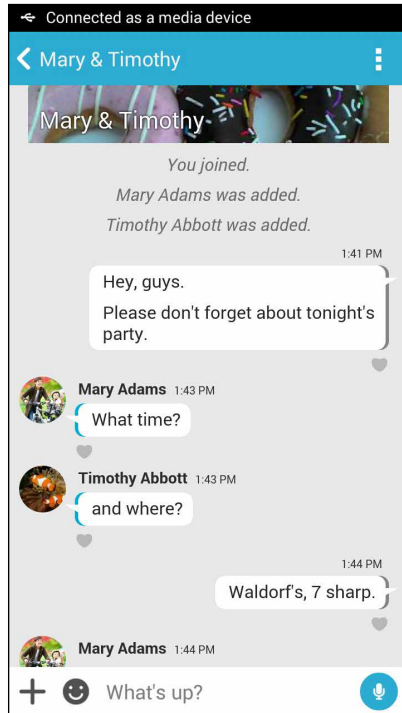 Connected as a media device
Mary & Timothy
Mary & Timothy
You joined.
Mary Adams was added.
Timothy Abbott was added.
1:41 PM
Hey, guys.
Please don't forget about tonight's
party.
Mary Adams 1:43 PM
What time?
Timothy Abbott 1:43 PM
and where?
1:44 PM
Waldorf's, 7 sharp.
Mary Adams 1:44 PM
What's up?